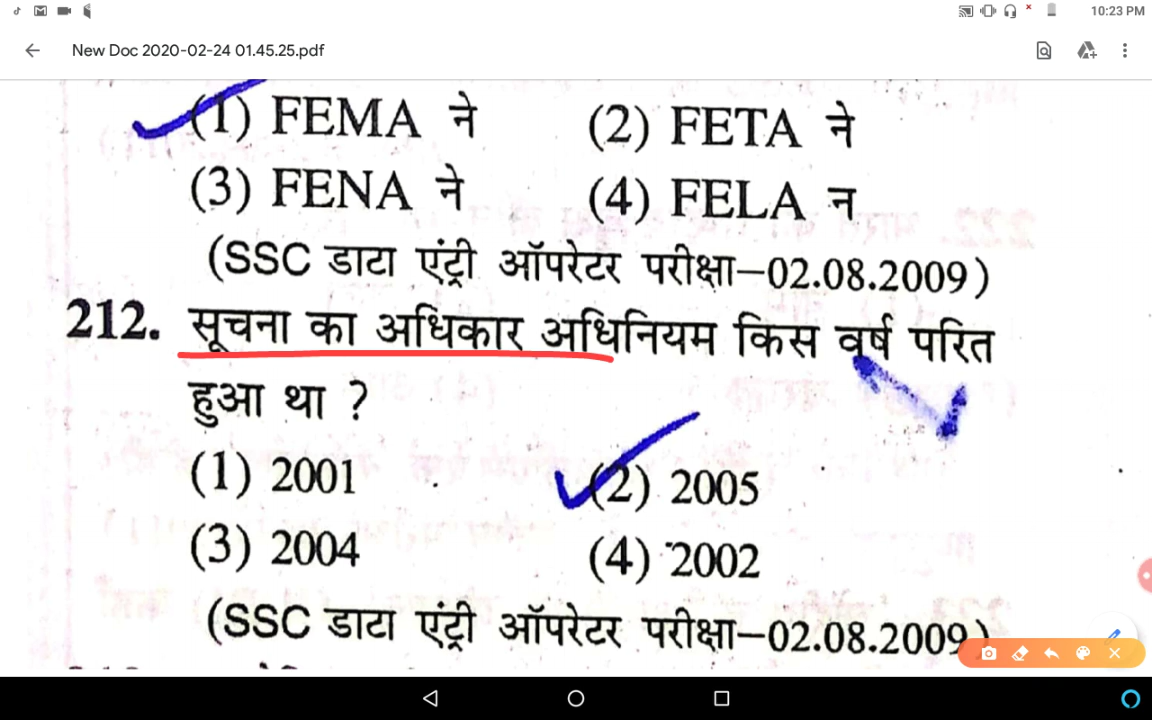 10:23 PM
New Doc 2020-02-24 01.45.25.pdf
(1) FEMA ने (2) FETA ने
(3) FENA ने (4) FELA न
(SSC डाटा एंट्री ऑपरेटर परीक्षा–02.08.2009)
212. सूचना का अधिकार अधिनियम किस वर्ष परित
हुआ था ?
(1) 2001 (2) 2005
(3) 2004 (4) 2002
(SSC डाटा एंट्री ऑपरेटर परीक्षा–02.08.2009)